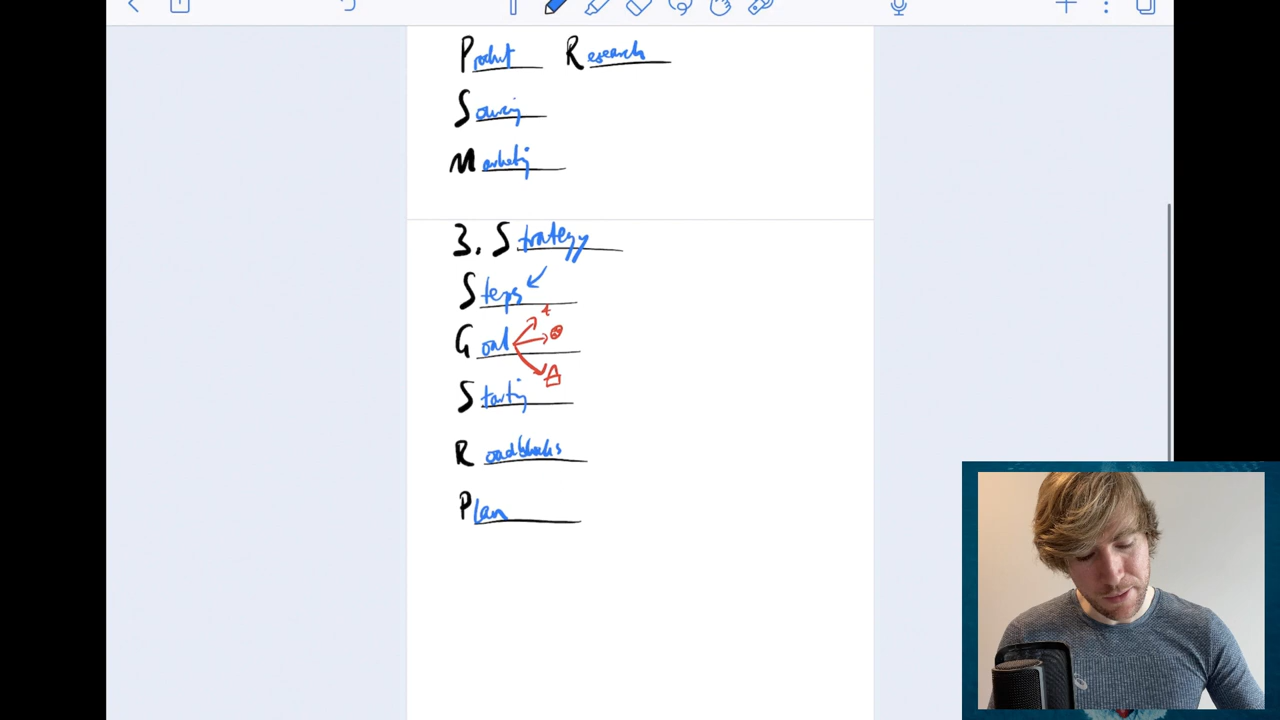 Product Research
Sourcing
Marketing
3. Strategy
Steps
Goal
Starting
Roadblocks
Plan